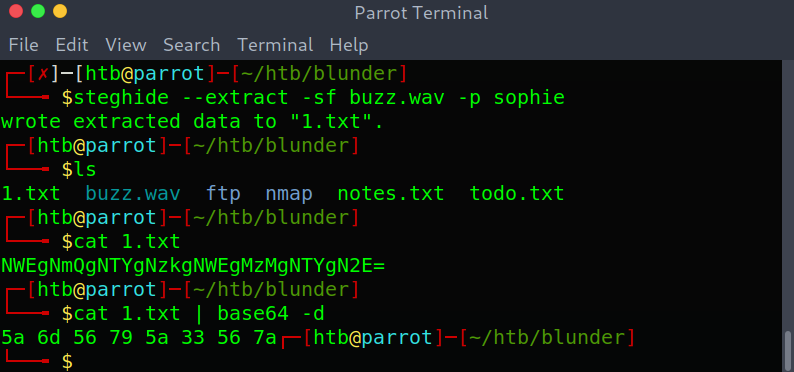 Parrot Terminal
File Edit View Search Terminal Help
┌─[✗]─[htb@parrot]─[~/htb/blunder]
└──╼ $steghide --extract -sf buzz.wav -p sophie
wrote extracted data to "1.txt".
┌─[htb@parrot]─[~/htb/blunder]
└──╼ $ls
1.txt  buzz.wav  ftp  nmap  notes.txt  todo.txt
┌─[htb@parrot]─[~/htb/blunder]
└──╼ $cat 1.txt
NWEgNmQgNTYgNzkgNWEgMzMgNTYgN2E=
┌─[htb@parrot]─[~/htb/blunder]
└──╼ $cat 1.txt | base64 -d
5a 6d 56 79 5a 33 56 7a┌─[htb@parrot]─[~/htb/blunder]
└──╼ $